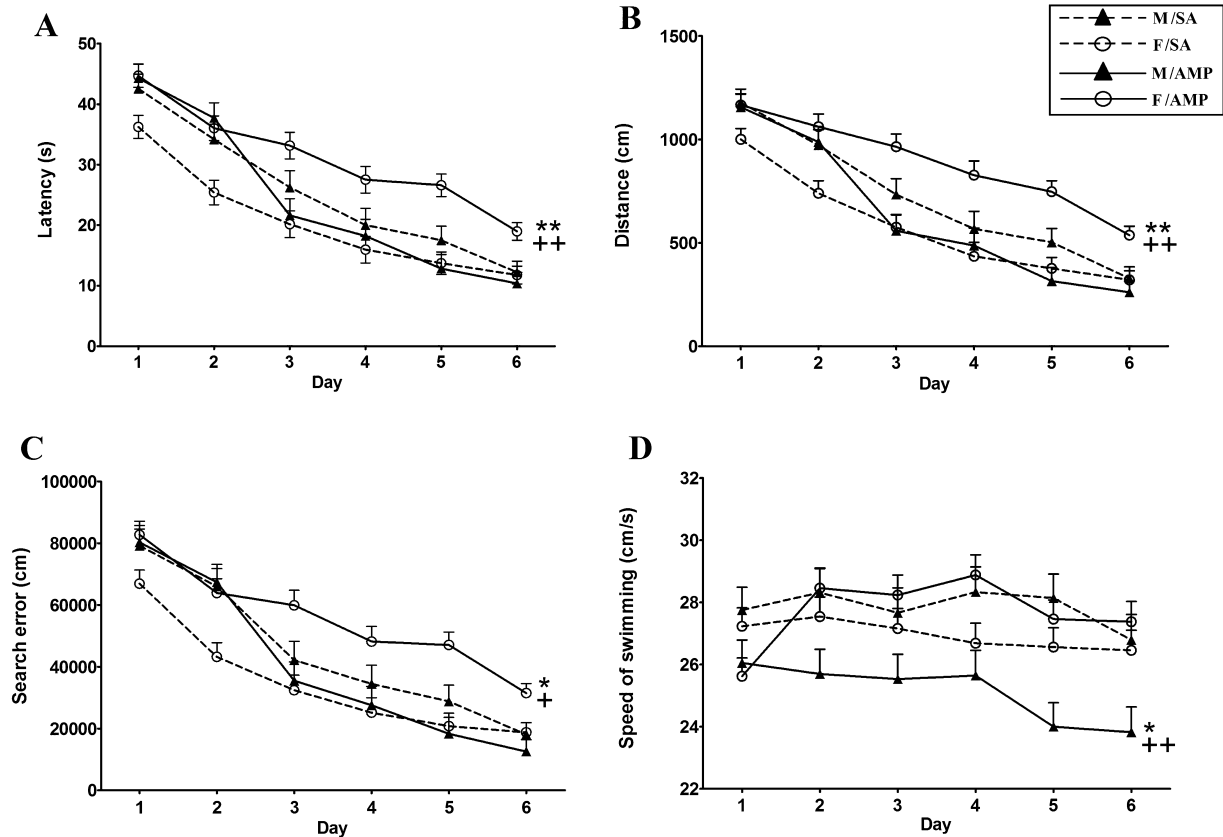 A
Latency (s)
50
40
30
20
10
0
1 2 3 4 5 6
Day
**
++
B
Distance (cm)
1500
1000
500
0
1 2 3 4 5 6
Day
**
++
M/SA
F/SA
M/AMP
F/AMP
C
Search error (cm)
100000
80000
60000
40000
20000
0
1 2 3 4 5 6
Day
*
+
D
Speed of swimming (cm/s)
32
30
28
26
24
22
1 2 3 4 5 6
Day
*
++